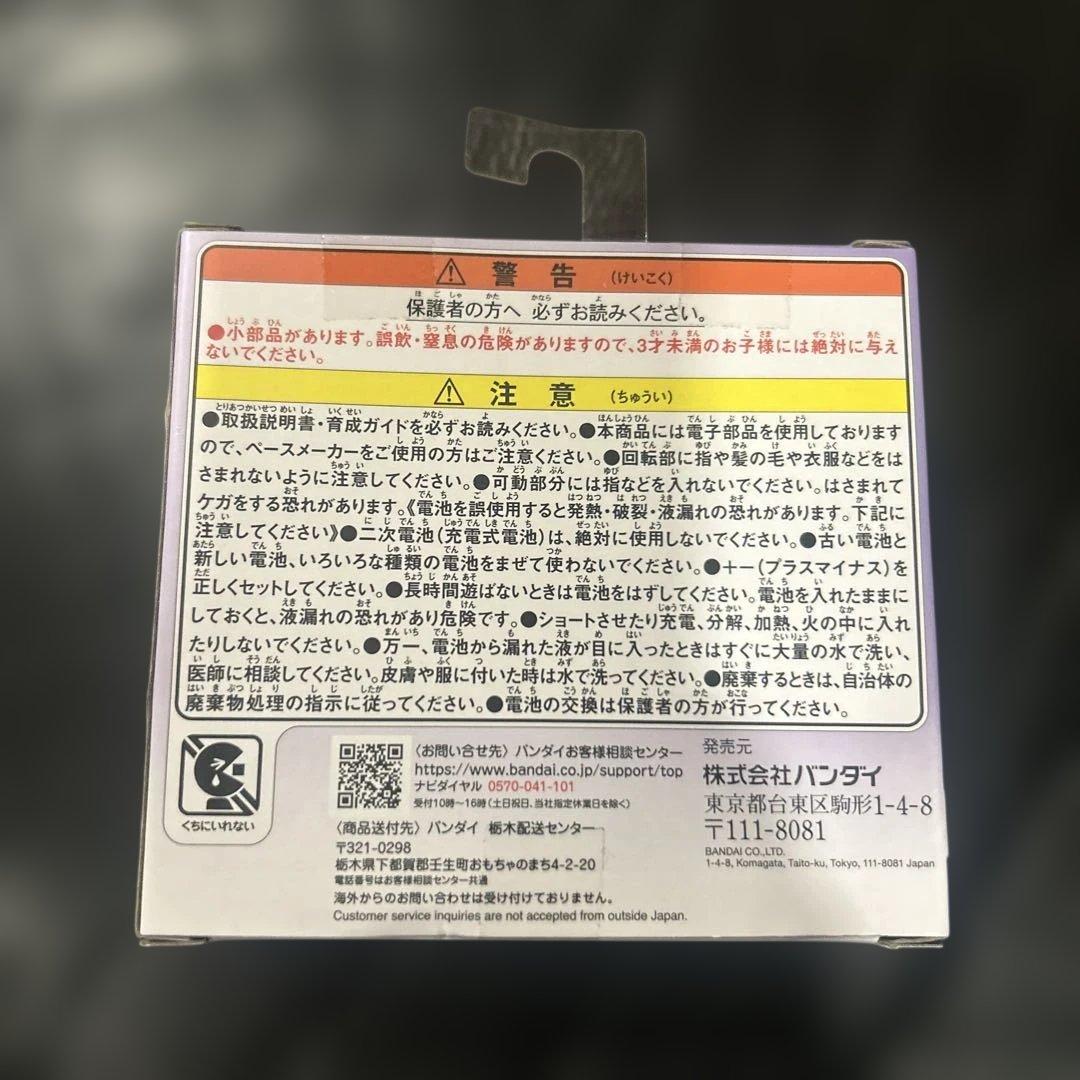 ⚠ 警告 (けいこく)
保護者の方へ 必ずお読みください。
●小部品があります。誤飲・窒息の危険がありますので、3才未満のお子様には絶対に与え
ないでください。
⚠ 注意 (ちゅうい)
●取扱説明書・育成ガイドを必ずお読みください。●本商品には電子部品を使用しております
ので、ペースメーカーをご使用の方はご注意ください。●回転部に指や髪の毛や衣服などをは
さまれないように注意してください。●可動部分には指などを入れないでください。はさまれて
ケガをする恐れがあります。《電池を誤使用すると発熱・破裂・液漏れの恐れがあります。下記に
注意してください》●二次電池(充電式電池)は、絶対に使用しないでください。●古い電池と
新しい電池、いろいろな種類の電池をまぜて使わないでください。●+−(プラスマイナス)を
正しくセットしてください。●長時間遊ばないときは電池をはずしてください。電池を入れたままに
しておくと、液漏れの恐れがあり危険です。●ショートさせたり充電、分解、加熱、火の中に入れ
たりしないでください。●万一、電池から漏れた液が目に入ったときはすぐに大量の水で洗い、
医師に相談してください。皮膚や服に付いた時は水で洗ってください。●廃棄するときは、自治体の
廃棄物処理の指示に従ってください。●電池の交換は保護者の方が行ってください。
くちにいれない
〈お問い合せ先〉バンダイお客様相談センター
https://www.bandai.co.jp/support/top
ナビダイヤル 0570-041-101
受付10時〜16時(土日祝日、当社指定休業日を除く)
〈商品送付先〉バンダイ 栃木配送センター
〒321-0298
栃木県下都賀郡壬生町おもちゃのまち4-2-20
電話番号はお客様相談センター共通
海外からのお問い合わせは受け付けておりません。
Customer service inquiries are not accepted from outside Japan.
発売元
株式会社バンダイ
東京都台東区駒形1-4-8
〒111-8081
BANDAI CO.,LTD.
1-4-8, Komagata, Taito-ku, Tokyo, 111-8081 Japan